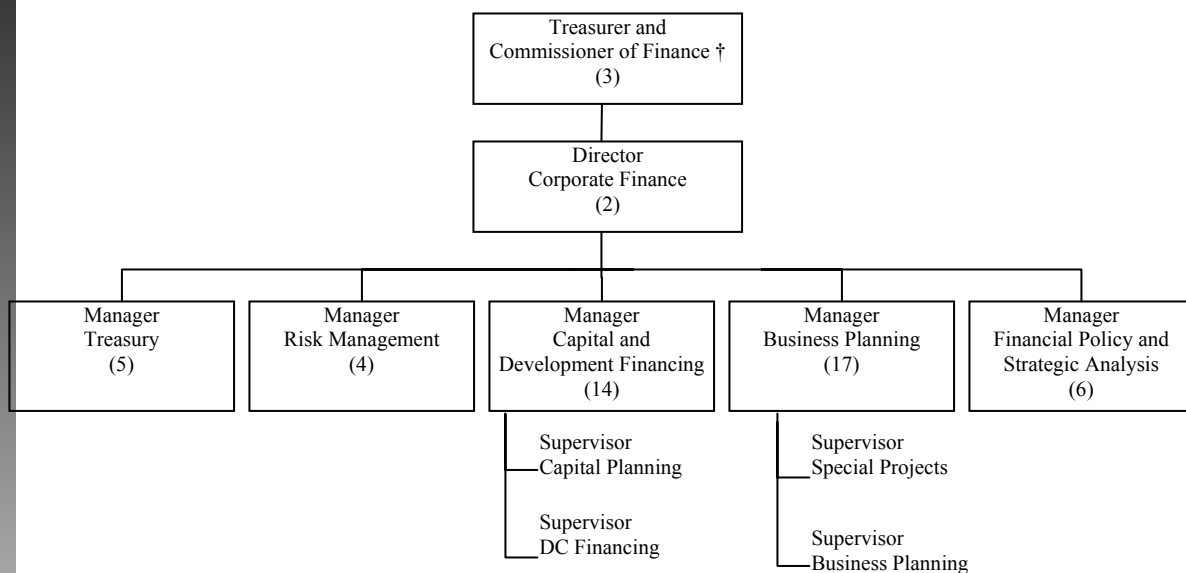 Treasurer and
Commissioner of Finance †
(3)
Director
Corporate Finance
(2)
Manager
Treasury
(5)
Manager
Risk Management
(4)
Manager
Capital and
Development Financing
(14)
Manager
Business Planning
(17)
Manager
Financial Policy and
Strategic Analysis
(6)
Supervisor
Capital Planning
Supervisor
DC Financing
Supervisor
Special Projects
Supervisor
Business Planning